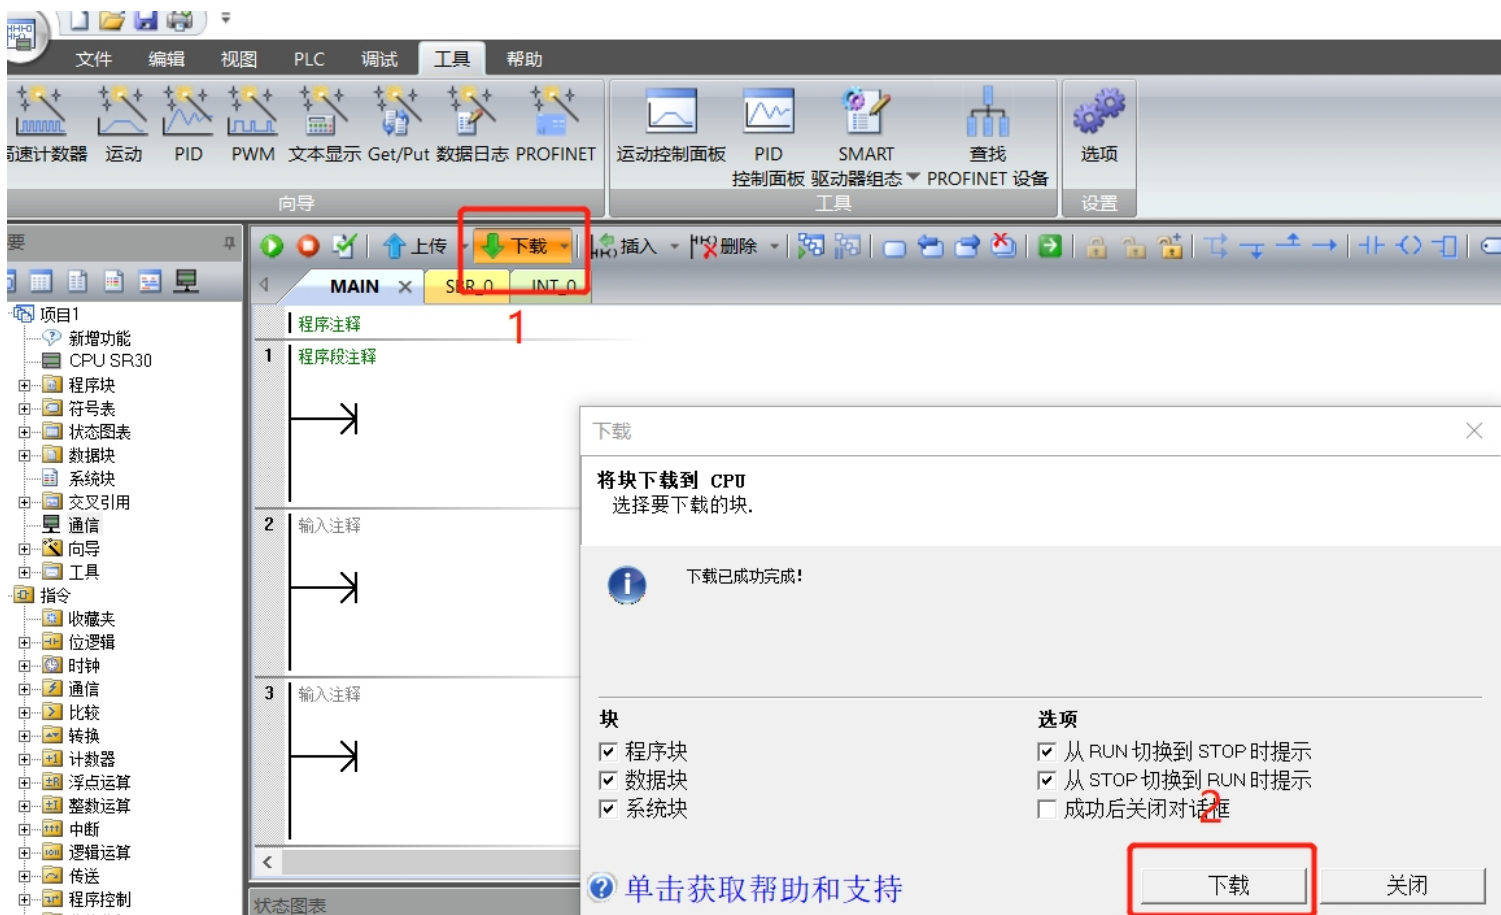 文件 编辑 视图 PLC 调试 工具 帮助
高速计数器 运动 PID PWM 文本显示 Get/Put 数据日志 PROFINET 运动控制面板 PID SMART 查找 选项
控制面板 驱动器组态 PROFINET 设备
向导 工具 设置
要 上传 下载 插入 删除
MAIN SBR_0 INT_0
1
项目1
新增功能
CPU SR30
程序块
符号表
状态图表
数据块
系统块
交叉引用
通信
向导
工具
指令
收藏夹
位逻辑
时钟
通信
比较
转换
计数器
浮点运算
整数运算
中断
逻辑运算
传送
程序控制
程序注释
1 程序段注释
2 输入注释
3 输入注释
状态图表
下载
将块下载到 CPU
选择要下载的块.
下载已成功完成!
块
程序块
数据块
系统块
选项
从 RUN 切换到 STOP 时提示
从 STOP 切换到 RUN 时提示
成功后关闭对话框
2
单击获取帮助和支持
下载 关闭